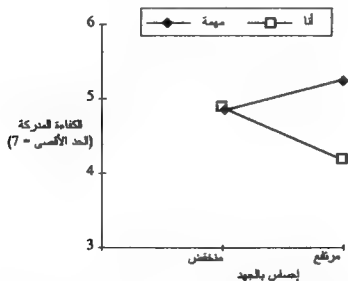 6
مهمة
أنا
5
الكفاءة المدركة
(الحد الأقصى = 7)
4
3
منخفض
مرتفع
إحساس بالجهد